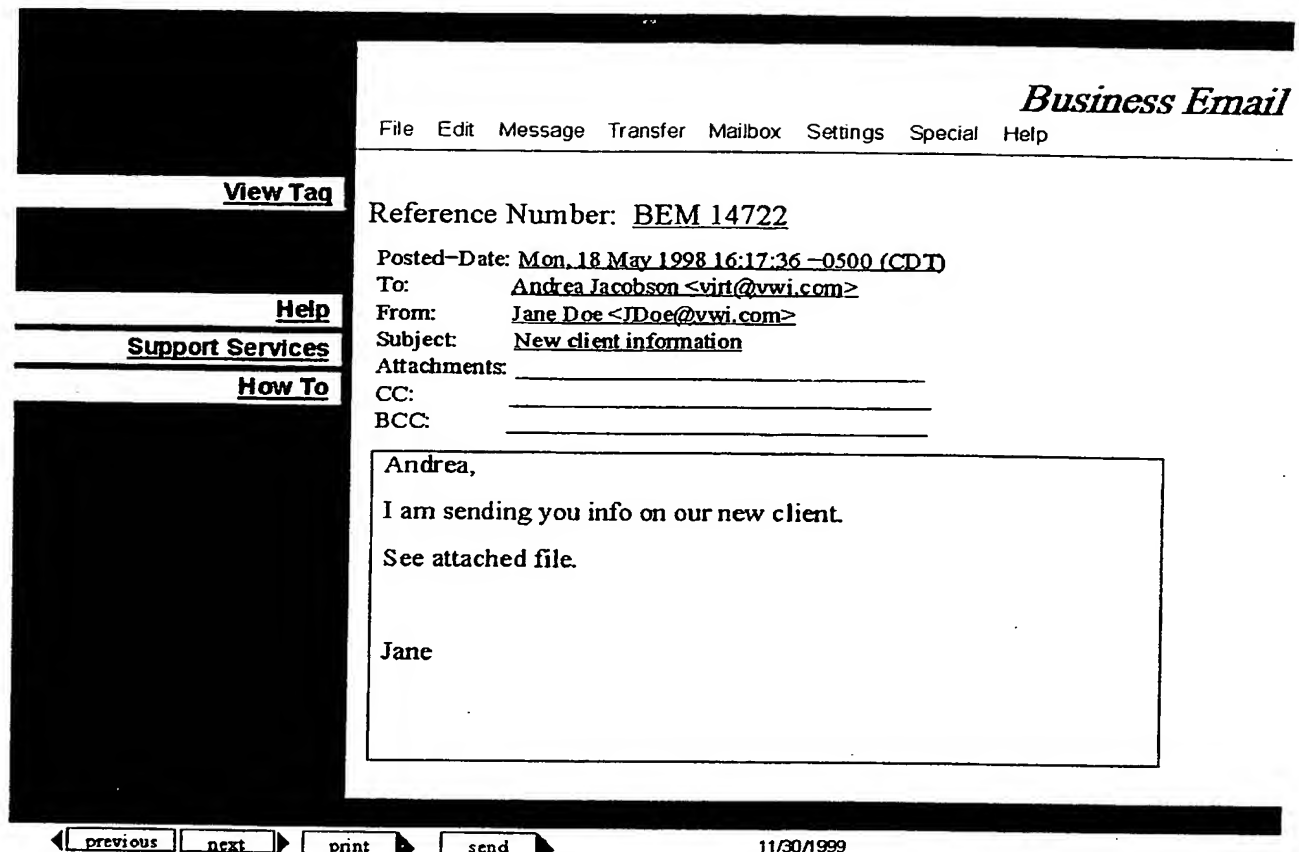 Business Email
File Edit Message Transfer Mailbox Settings Special Help
View Tag
Reference Number: BEM 14722
Posted-Date: Mon, 18 May 1998 16:17:36 -0500 (CDT)
To: Andrea Jacobson <virt@vwi.com>
Help
From: Jane Doe <JDoe@vwi.com>
Support Services
Subject: New client information
Attachments:
How To
CC:
BCC:
Andrea,
I am sending you info on our new client.
See attached file.
Jane
previous next print send 11/30/1999